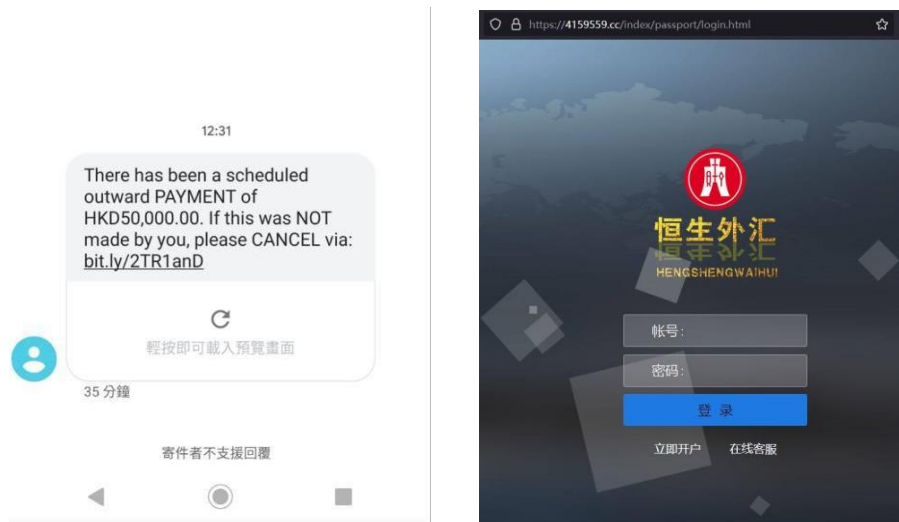 12:31
There has been a scheduled
outward PAYMENT of
HKD50,000.00. If this was NOT
made by you, please CANCEL via:
bit.ly/2TR1anD
輕按即可載入預覽畫面
35 分鐘
寄件者不支援回覆
https://4159559.cc/index/passport/login.html
恒生外汇
HENGSHENGWAIHUI
帐号:
密码:
登 录
立即开户 在线客服